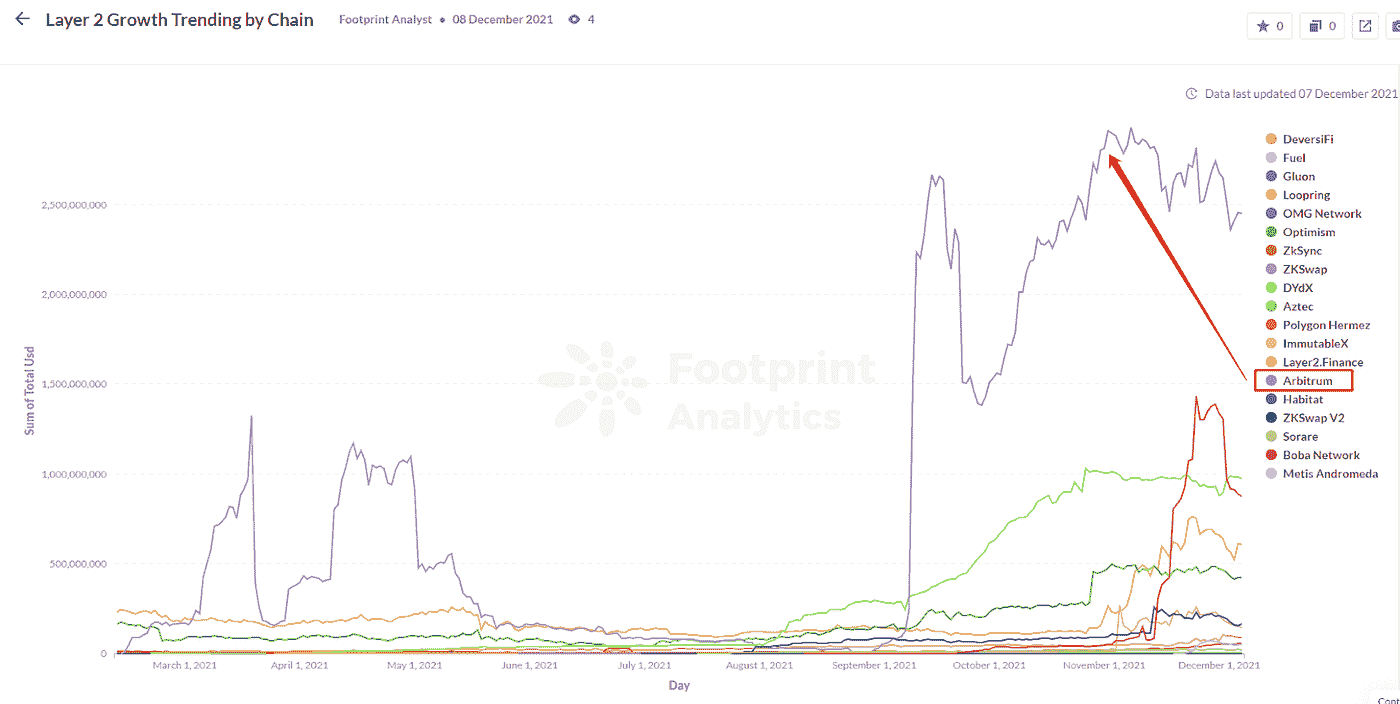 Layer 2 Growth Trending by Chain
Footprint Analyst • 08 December 2021 4
0
0
Data last updated 07 December 2021
DeversiFi
Fuel
Gluon
Loopring
OMG Network
Optimism
ZkSync
ZKSwap
DYdX
Aztec
Polygon Hermez
ImmutableX
Layer2.Finance
Arbitrum
Habitat
ZKSwap V2
Sorare
Boba Network
Metis Andromeda
Sum of Total Usd
2,500,000,000
2,000,000,000
1,500,000,000
1,000,000,000
500,000,000
0
Footprint
Analytics
March 1, 2021
April 1, 2021
May 1, 2021
June 1, 2021
July 1, 2021
August 1, 2021
September 1, 2021
October 1, 2021
November 1, 2021
December 1, 2021
Day